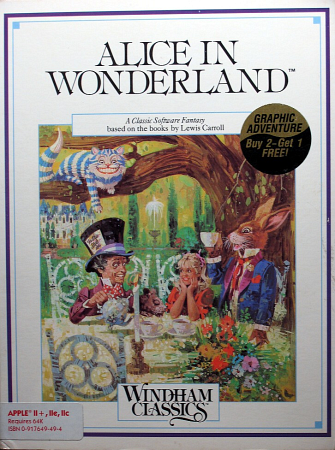 ALICE IN
WONDERLAND™
A Classic Software Fantasy
based on the books by Lewis Carroll
GRAPHIC
ADVENTURE
Buy 2-Get 1
FREE!
WINDHAM
CLASSICS™
APPLE® II+, IIe, IIc
Requires 64K
ISBN 0-917649-49-4